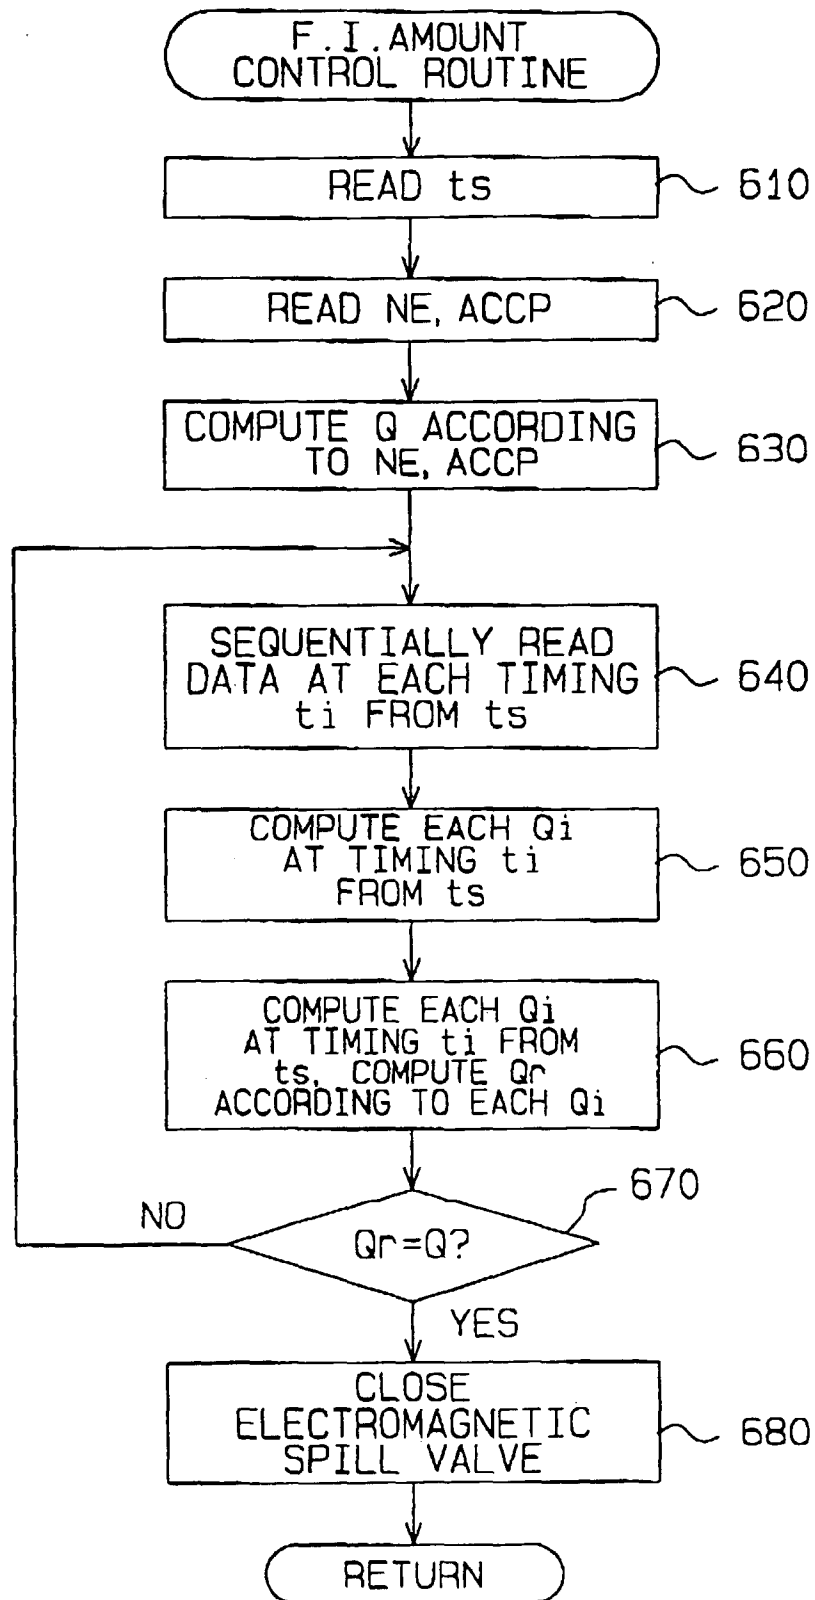 F.I.AMOUNT
CONTROL ROUTINE
READ ts
610
READ NE, ACCP
620
COMPUTE Q ACCORDING
TO NE, ACCP
630
SEQUENTIALLY READ
DATA AT EACH TIMING
ti FROM ts
640
COMPUTE EACH Qi
AT TIMING ti
FROM ts
650
COMPUTE EACH Qi
AT TIMING ti FROM
ts, COMPUTE Qr
ACCORDING TO EACH Qi
660
670
NO
Qr=Q?
YES
CLOSE
ELECTROMAGNETIC
SPILL VALVE
680
RETURN